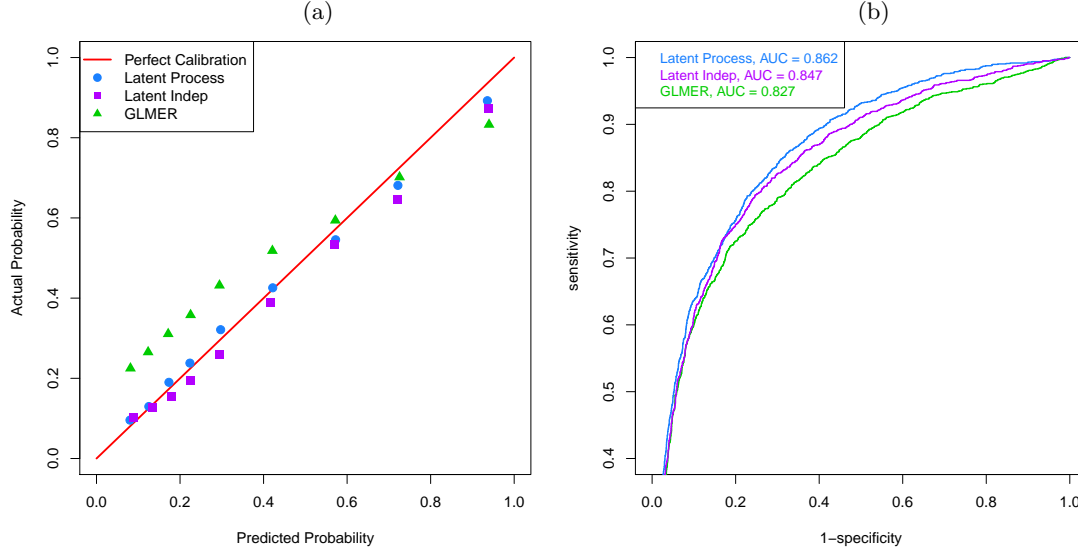 (a)
Perfect Calibration
Latent Process
Latent Indep
GLMER
1.0
0.8
0.6
0.4
0.2
0.0
Actual Probability
0.0 0.2 0.4 0.6 0.8 1.0
Predicted Probability
(b)
Latent Process, AUC = 0.862
Latent Indep, AUC = 0.847
GLMER, AUC = 0.827
1.0
0.9
0.8
0.7
0.6
0.5
0.4
sensitivity
0.0 0.2 0.4 0.6 0.8 1.0
1−specificity